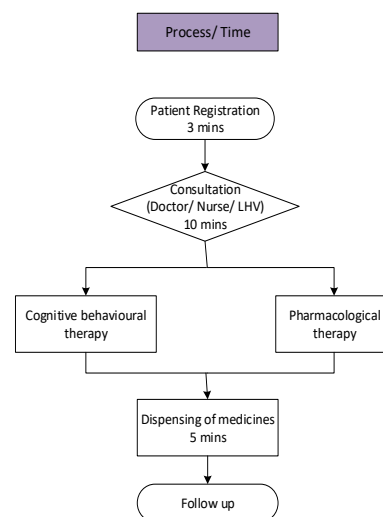 Process/ Time
Patient Registration
3 mins
Consultation
(Doctor/ Nurse/ LHV)
10 mins
Cognitive behavioural
therapy
Pharmacological
therapy
Dispensing of medicines
5 mins
Follow up